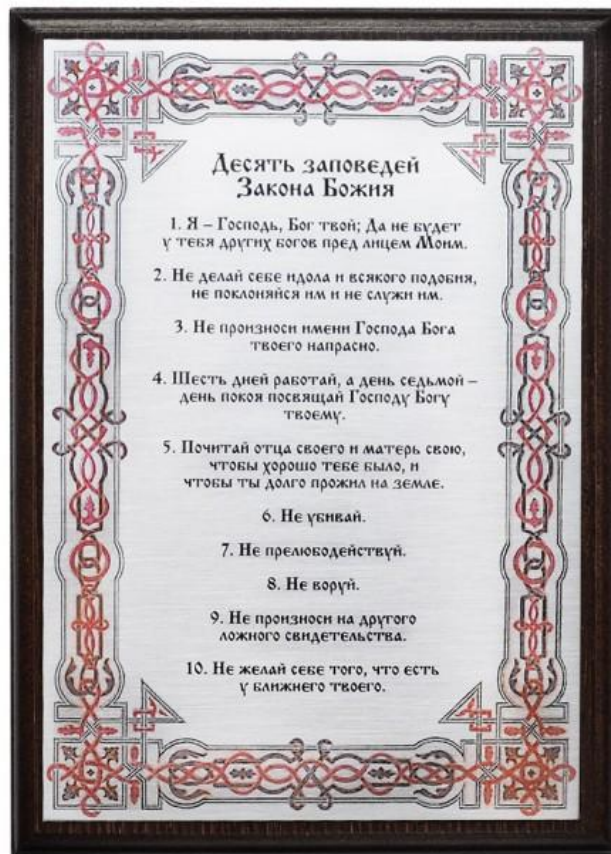 Десять заповедей
Закона Божия
1. Я – Господь, Бог твой; Да не будет
у тебя других богов пред лицем Моим.
2. Не делай себе идола и всякого подобия,
не поклоняйся им и не служи им.
3. Не произноси имени Господа Бога
твоего напрасно.
4. Шесть дней работай, а день седьмой –
день покоя посвящай Господу Богу
твоему.
5. Почитай отца своего и матерь свою,
чтобы хорошо тебе было, и
чтобы ты долго прожил на земле.
6. Не убивай.
7. Не прелюбодействуй.
8. Не воруй.
9. Не произноси на другого
ложного свидетельства.
10. Не желай себе того, что есть
у ближнего твоего.